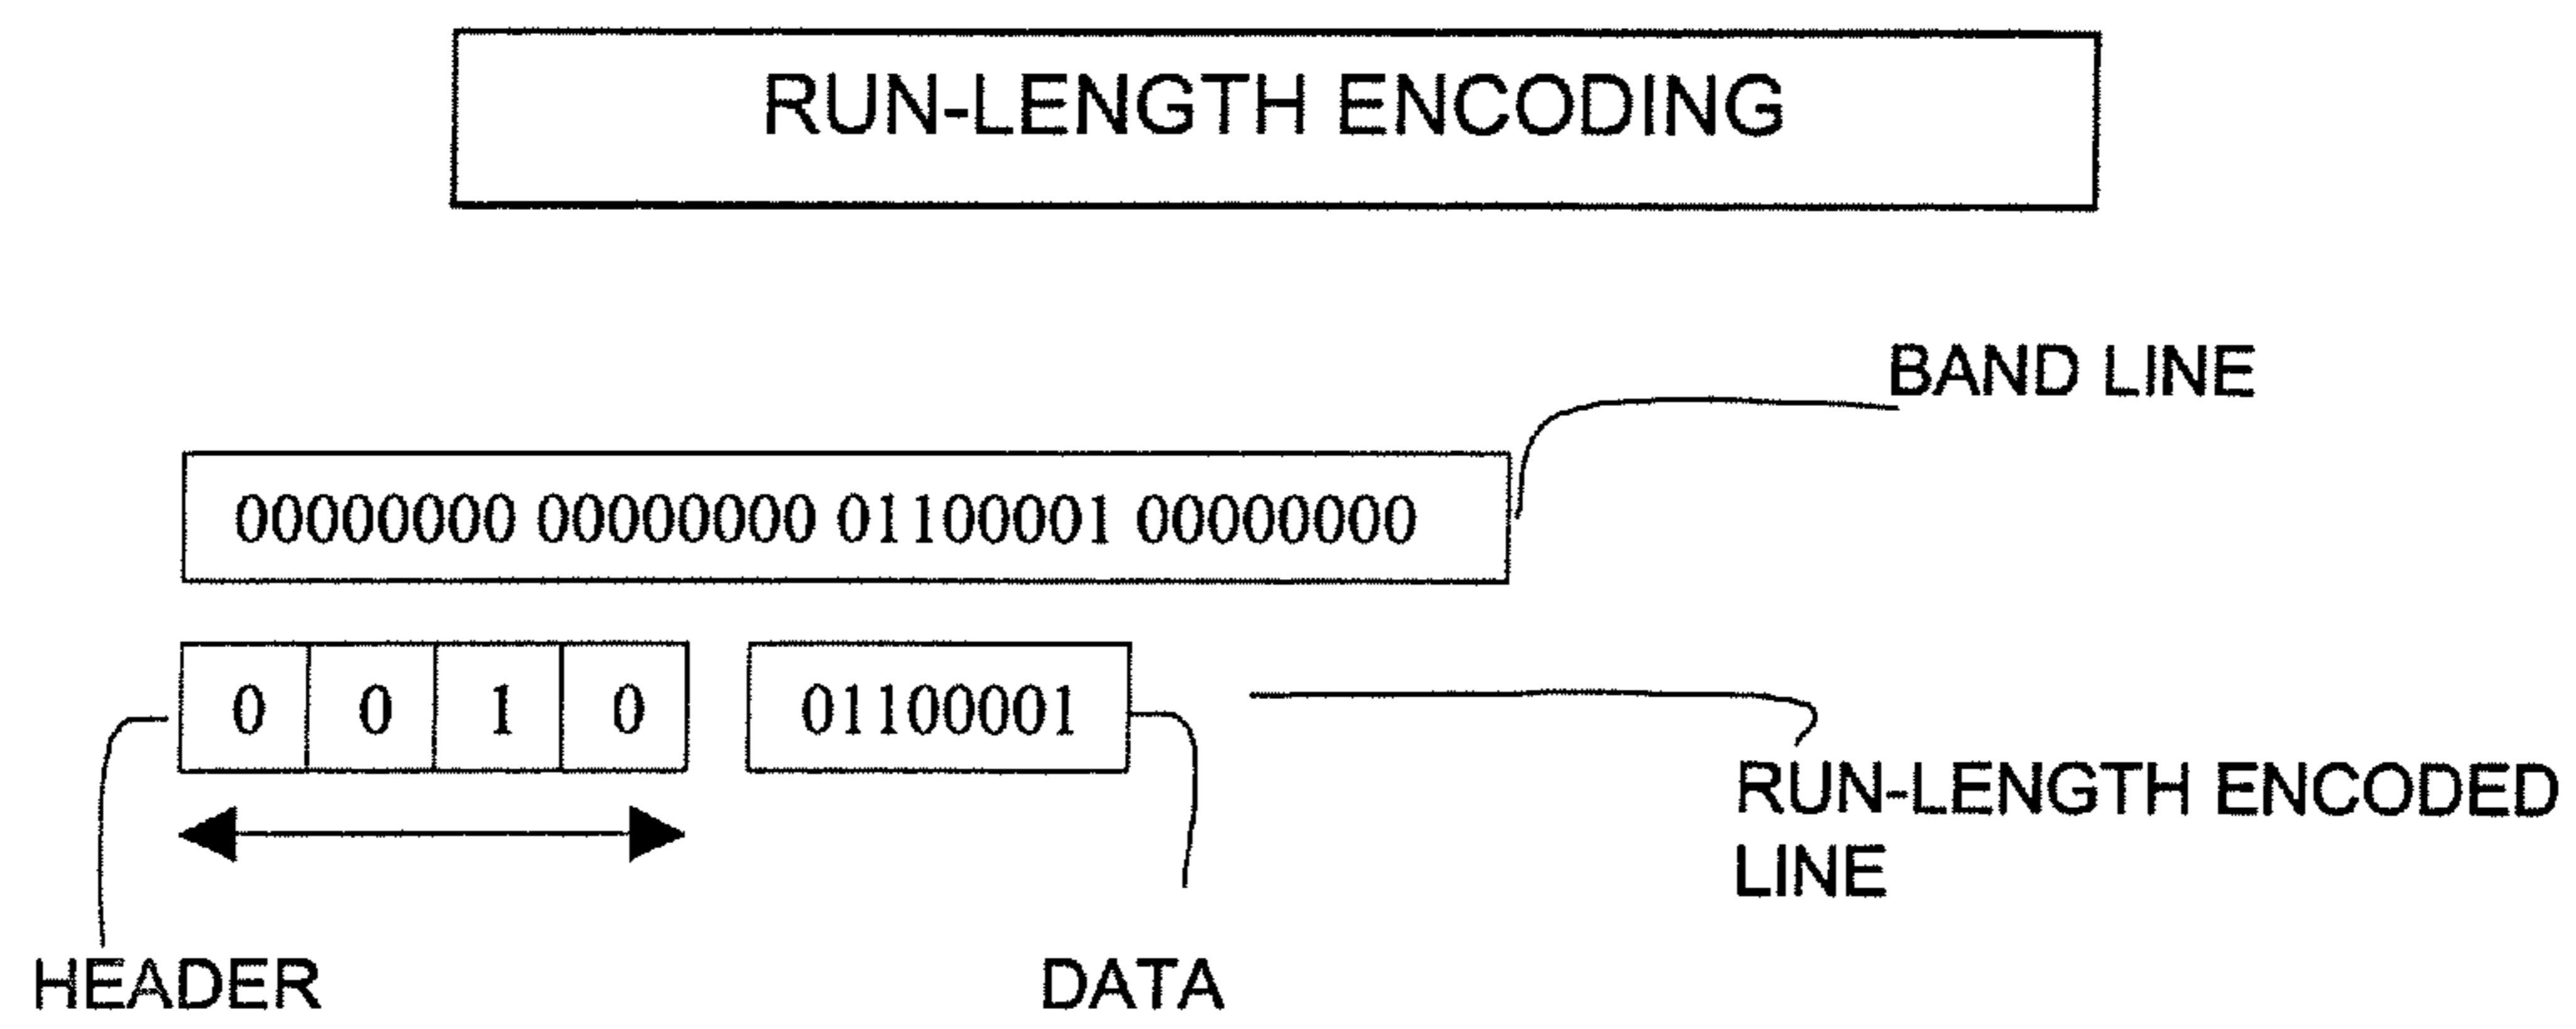 RUN-LENGTH ENCODING
BAND LINE
00000000 00000000 01100001 00000000
0 0 1 0 01100001
RUN-LENGTH ENCODED
LINE
HEADER DATA